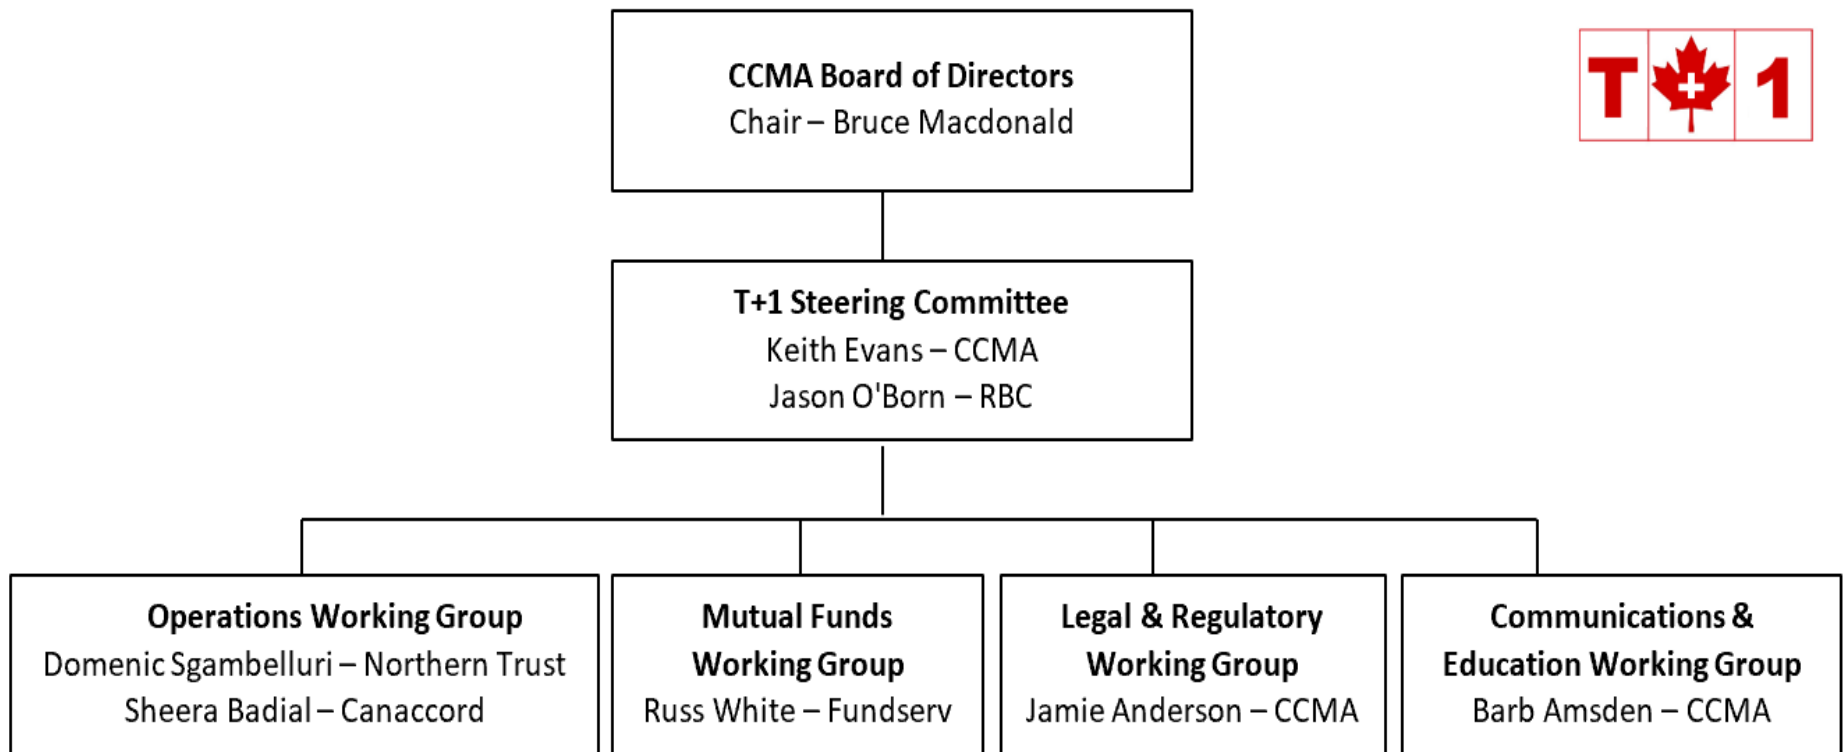 CCMA Board of Directors
Chair – Bruce Macdonald
T+1
T+1 Steering Committee
Keith Evans – CCMA
Jason O'Born – RBC
Operations Working Group
Domenic Sgambelluri – Northern Trust
Sheera Badial – Canaccord
Mutual Funds
Working Group
Russ White – Fundserv
Legal & Regulatory
Working Group
Jamie Anderson – CCMA
Communications &
Education Working Group
Barb Amsden – CCMA